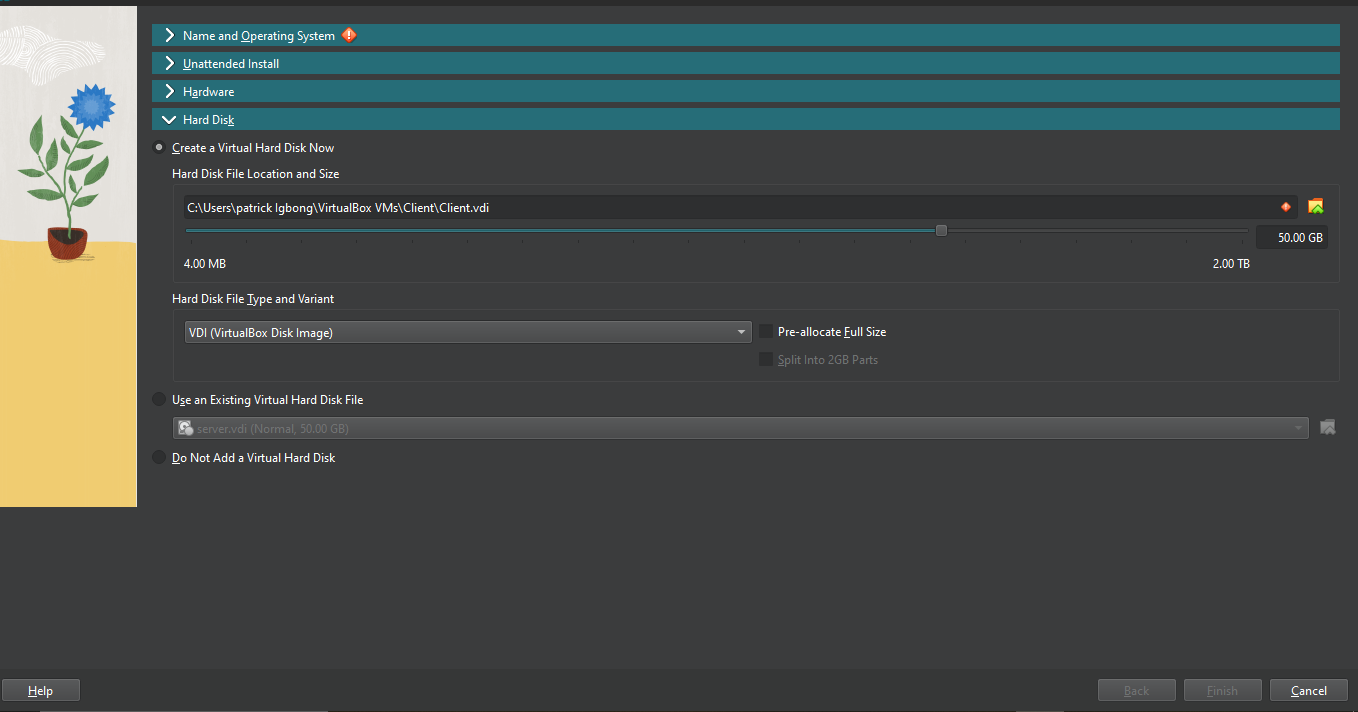 Name and Operating System
Unattended Install
Hardware
Hard Disk
Create a Virtual Hard Disk Now
Hard Disk File Location and Size
C:\Users\patrick Igbong\VirtualBox VMs\Client\Client.vdi
50.00 GB
4.00 MB
2.00 TB
Hard Disk File Type and Variant
VDI (VirtualBox Disk Image)
Pre-allocate Full Size
Split Into 2GB Parts
Use an Existing Virtual Hard Disk File
server.vdi (Normal, 50.00 GB)
Do Not Add a Virtual Hard Disk
Help
Back
Finish
Cancel